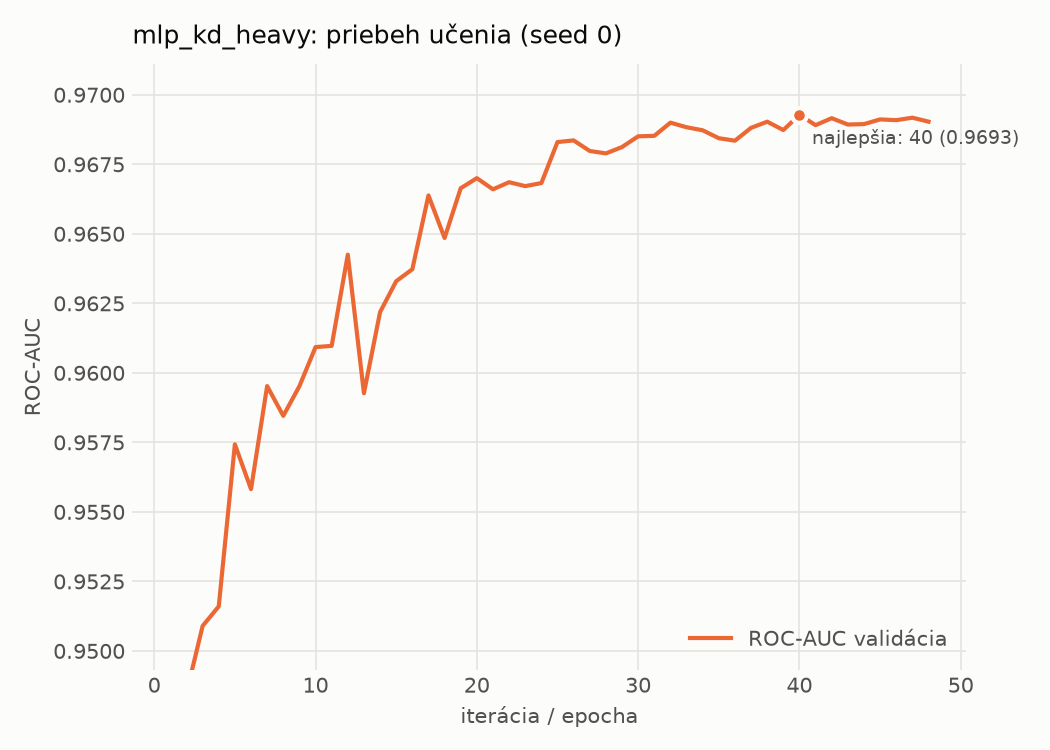 mlp_kd_heavy: priebeh učenia (seed 0)
0.9700
0.9675
0.9650
0.9625
0.9600
0.9575
0.9550
0.9525
0.9500
ROC-AUC
najlepšia: 40 (0.9693)
ROC-AUC validácia
0 10 20 30 40 50
iterácia / epocha